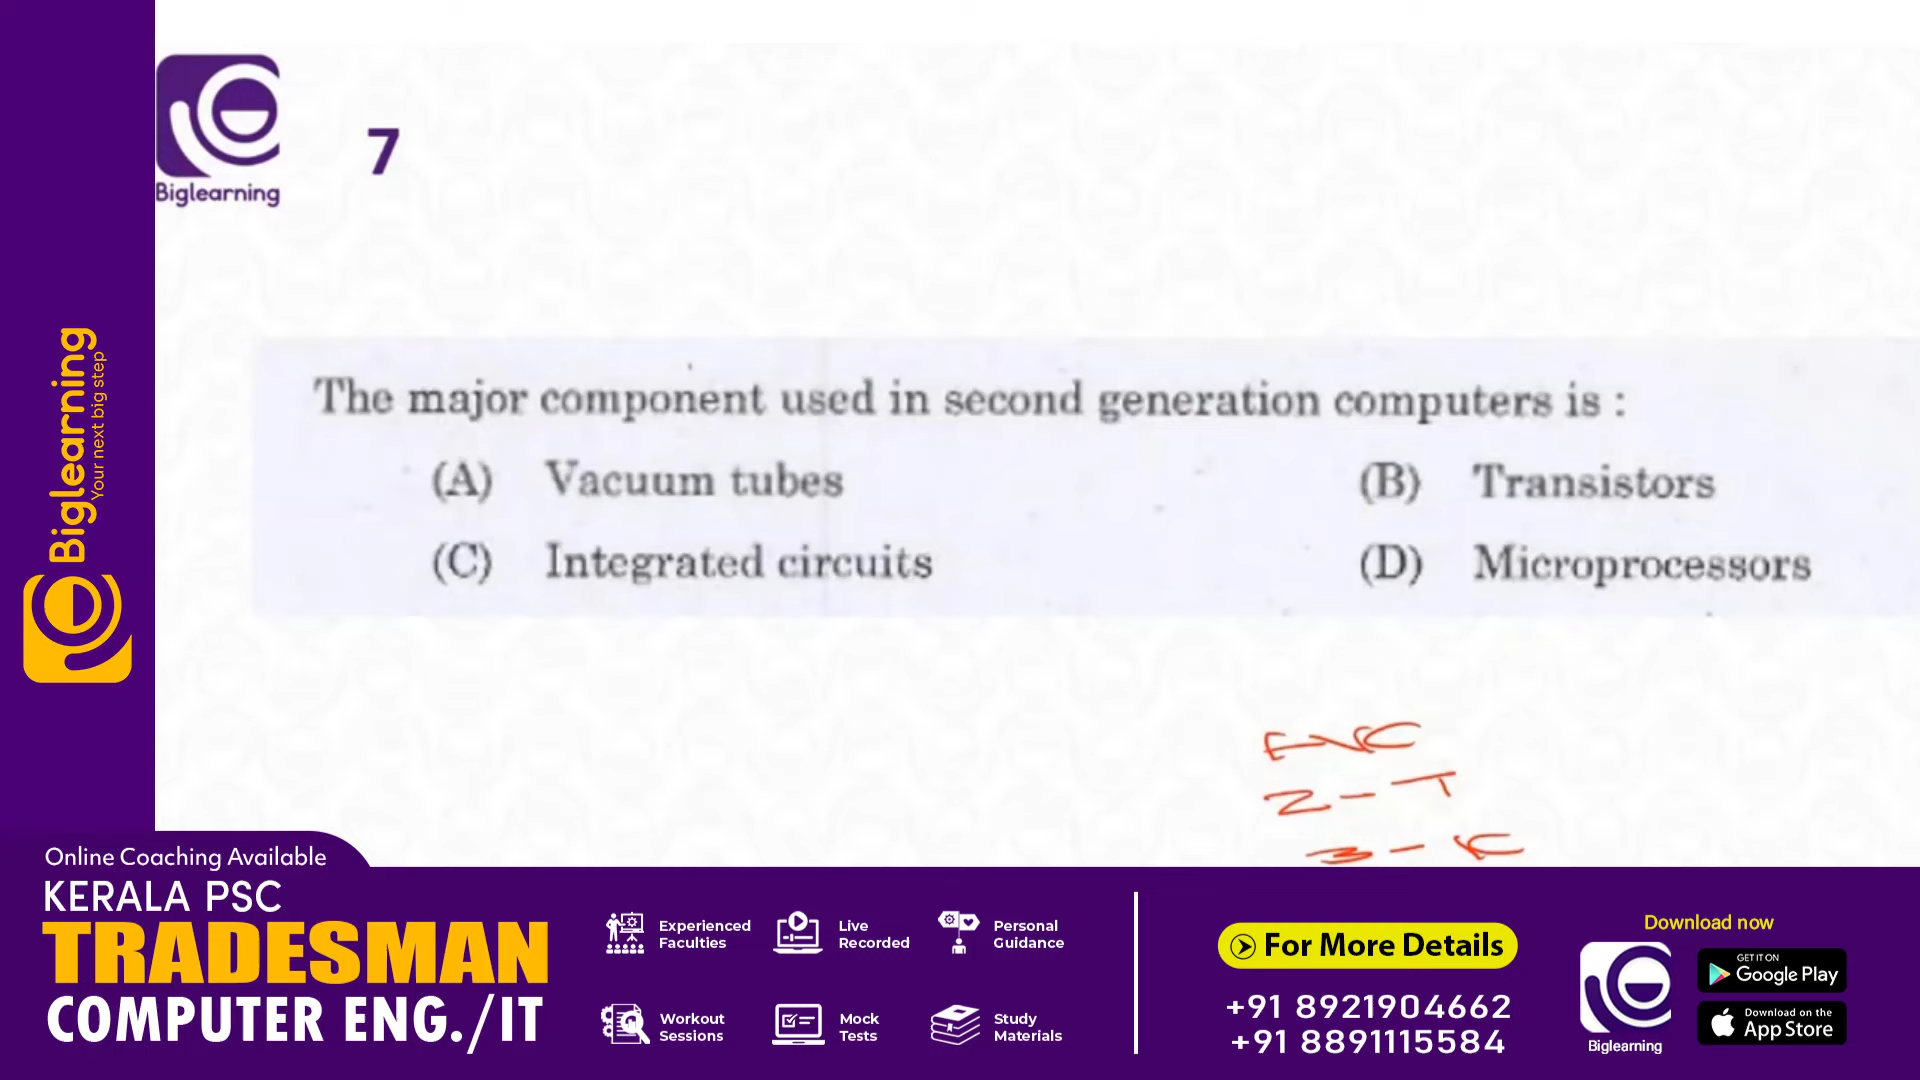 Biglearning
7
Biglearning
Your next big step
The major component used in second generation computers is :
(A) Vacuum tubes
(B) Transistors
(C) Integrated circuits
(D) Microprocessors
2 - T
Online Coaching Available
KERALA PSC
TRADESMAN
COMPUTER ENG./IT
Experienced
Faculties
Live
Recorded
Personal
Guidance
Workout
Sessions
Mock
Tests
Study
Materials
For More Details
+91 8921904662
+91 8891115584
Download now
Biglearning
GET IT ON
Google Play
Download on the
App Store